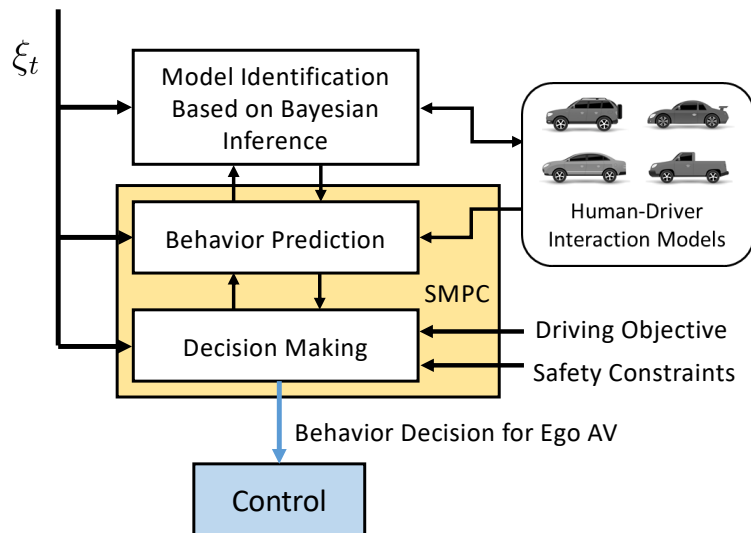 ξt
Model Identification
Based on Bayesian
Inference
Human-Driver
Interaction Models
Behavior Prediction
SMPC
Decision Making
Driving Objective
Safety Constraints
Behavior Decision for Ego AV
Control